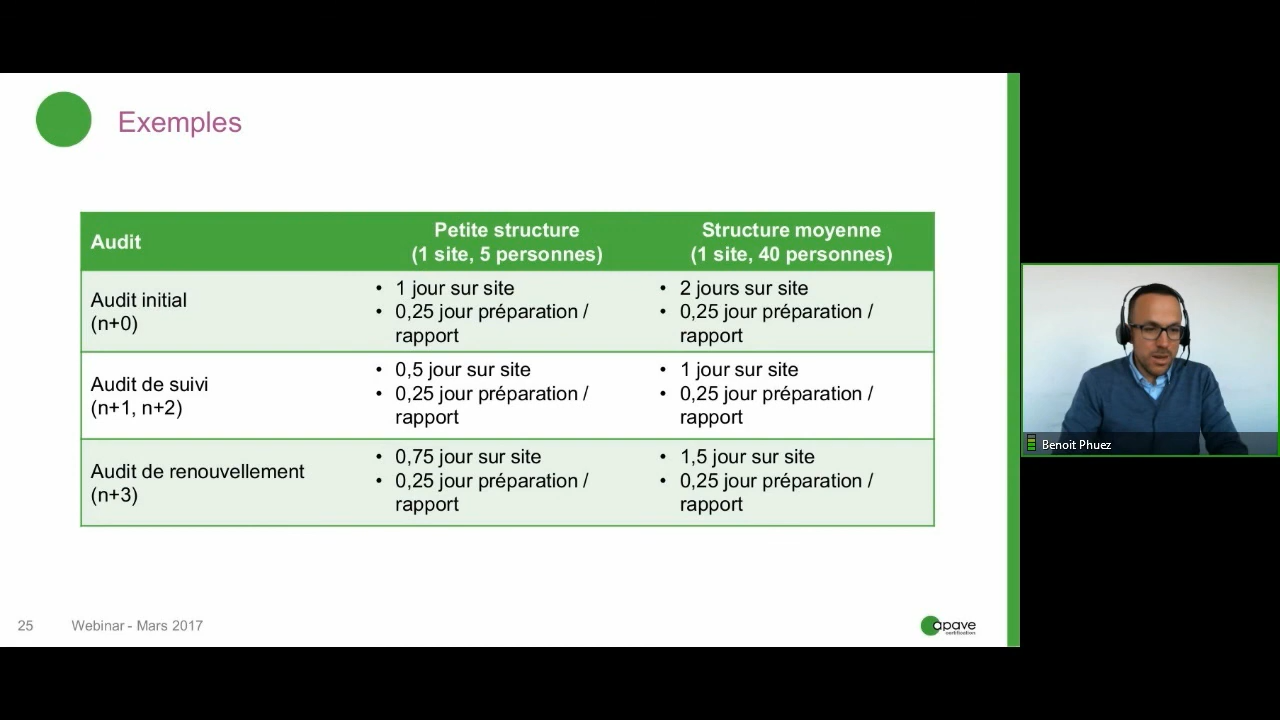 Exemples
Audit
Petite structure
(1 site, 5 personnes)
Structure moyenne
(1 site, 40 personnes)
Audit initial
(n+0)
• 1 jour sur site
• 0,25 jour préparation /
rapport
• 2 jours sur site
• 0,25 jour préparation /
rapport
Audit de suivi
(n+1, n+2)
• 0,5 jour sur site
• 0,25 jour préparation /
rapport
• 1 jour sur site
• 0,25 jour préparation /
rapport
Audit de renouvellement
(n+3)
• 0,75 jour sur site
• 0,25 jour préparation /
rapport
• 1,5 jour sur site
• 0,25 jour préparation /
rapport
Benoit Phuez
25 Webinar - Mars 2017
apave
certification